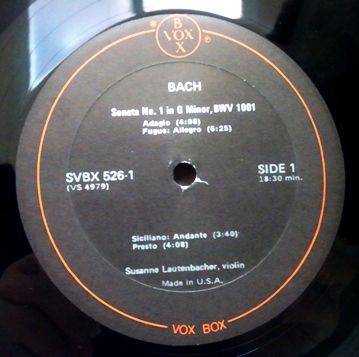 B
VOX
X
BACH
Sonata No. 1 in G Minor, BWV 1001
Adagio (4:08)
Fugue: Allegro (5:25)
SVBX 526-1
(VS 4979)
SIDE 1
18:30 min.
Siciliano: Andante (3:40)
Presto (4:08)
Susanne Lautenbacher, violin
Made in U.S.A.
VOX BOX